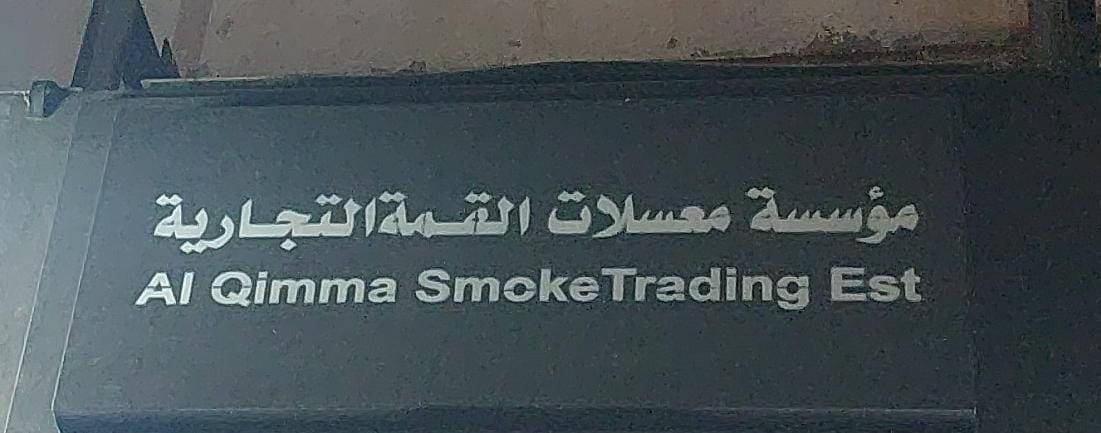 مؤسسة معسلات القمة التجارية
Al Qimma SmokeTrading Est